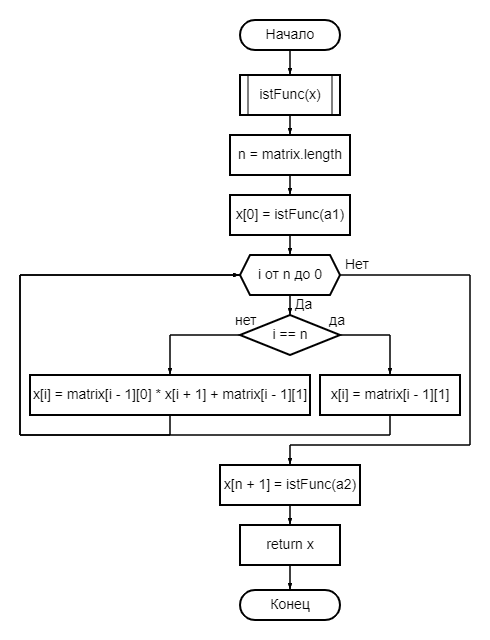 Начало
istFunc(x)
n = matrix.length
x[0] = istFunc(a1)
i от n до 0
Нет
Да
нет
i == n
да
x[i] = matrix[i - 1][0] * x[i + 1] + matrix[i - 1][1]
x[i] = matrix[i - 1][1]
x[n + 1] = istFunc(a2)
return x
Конец